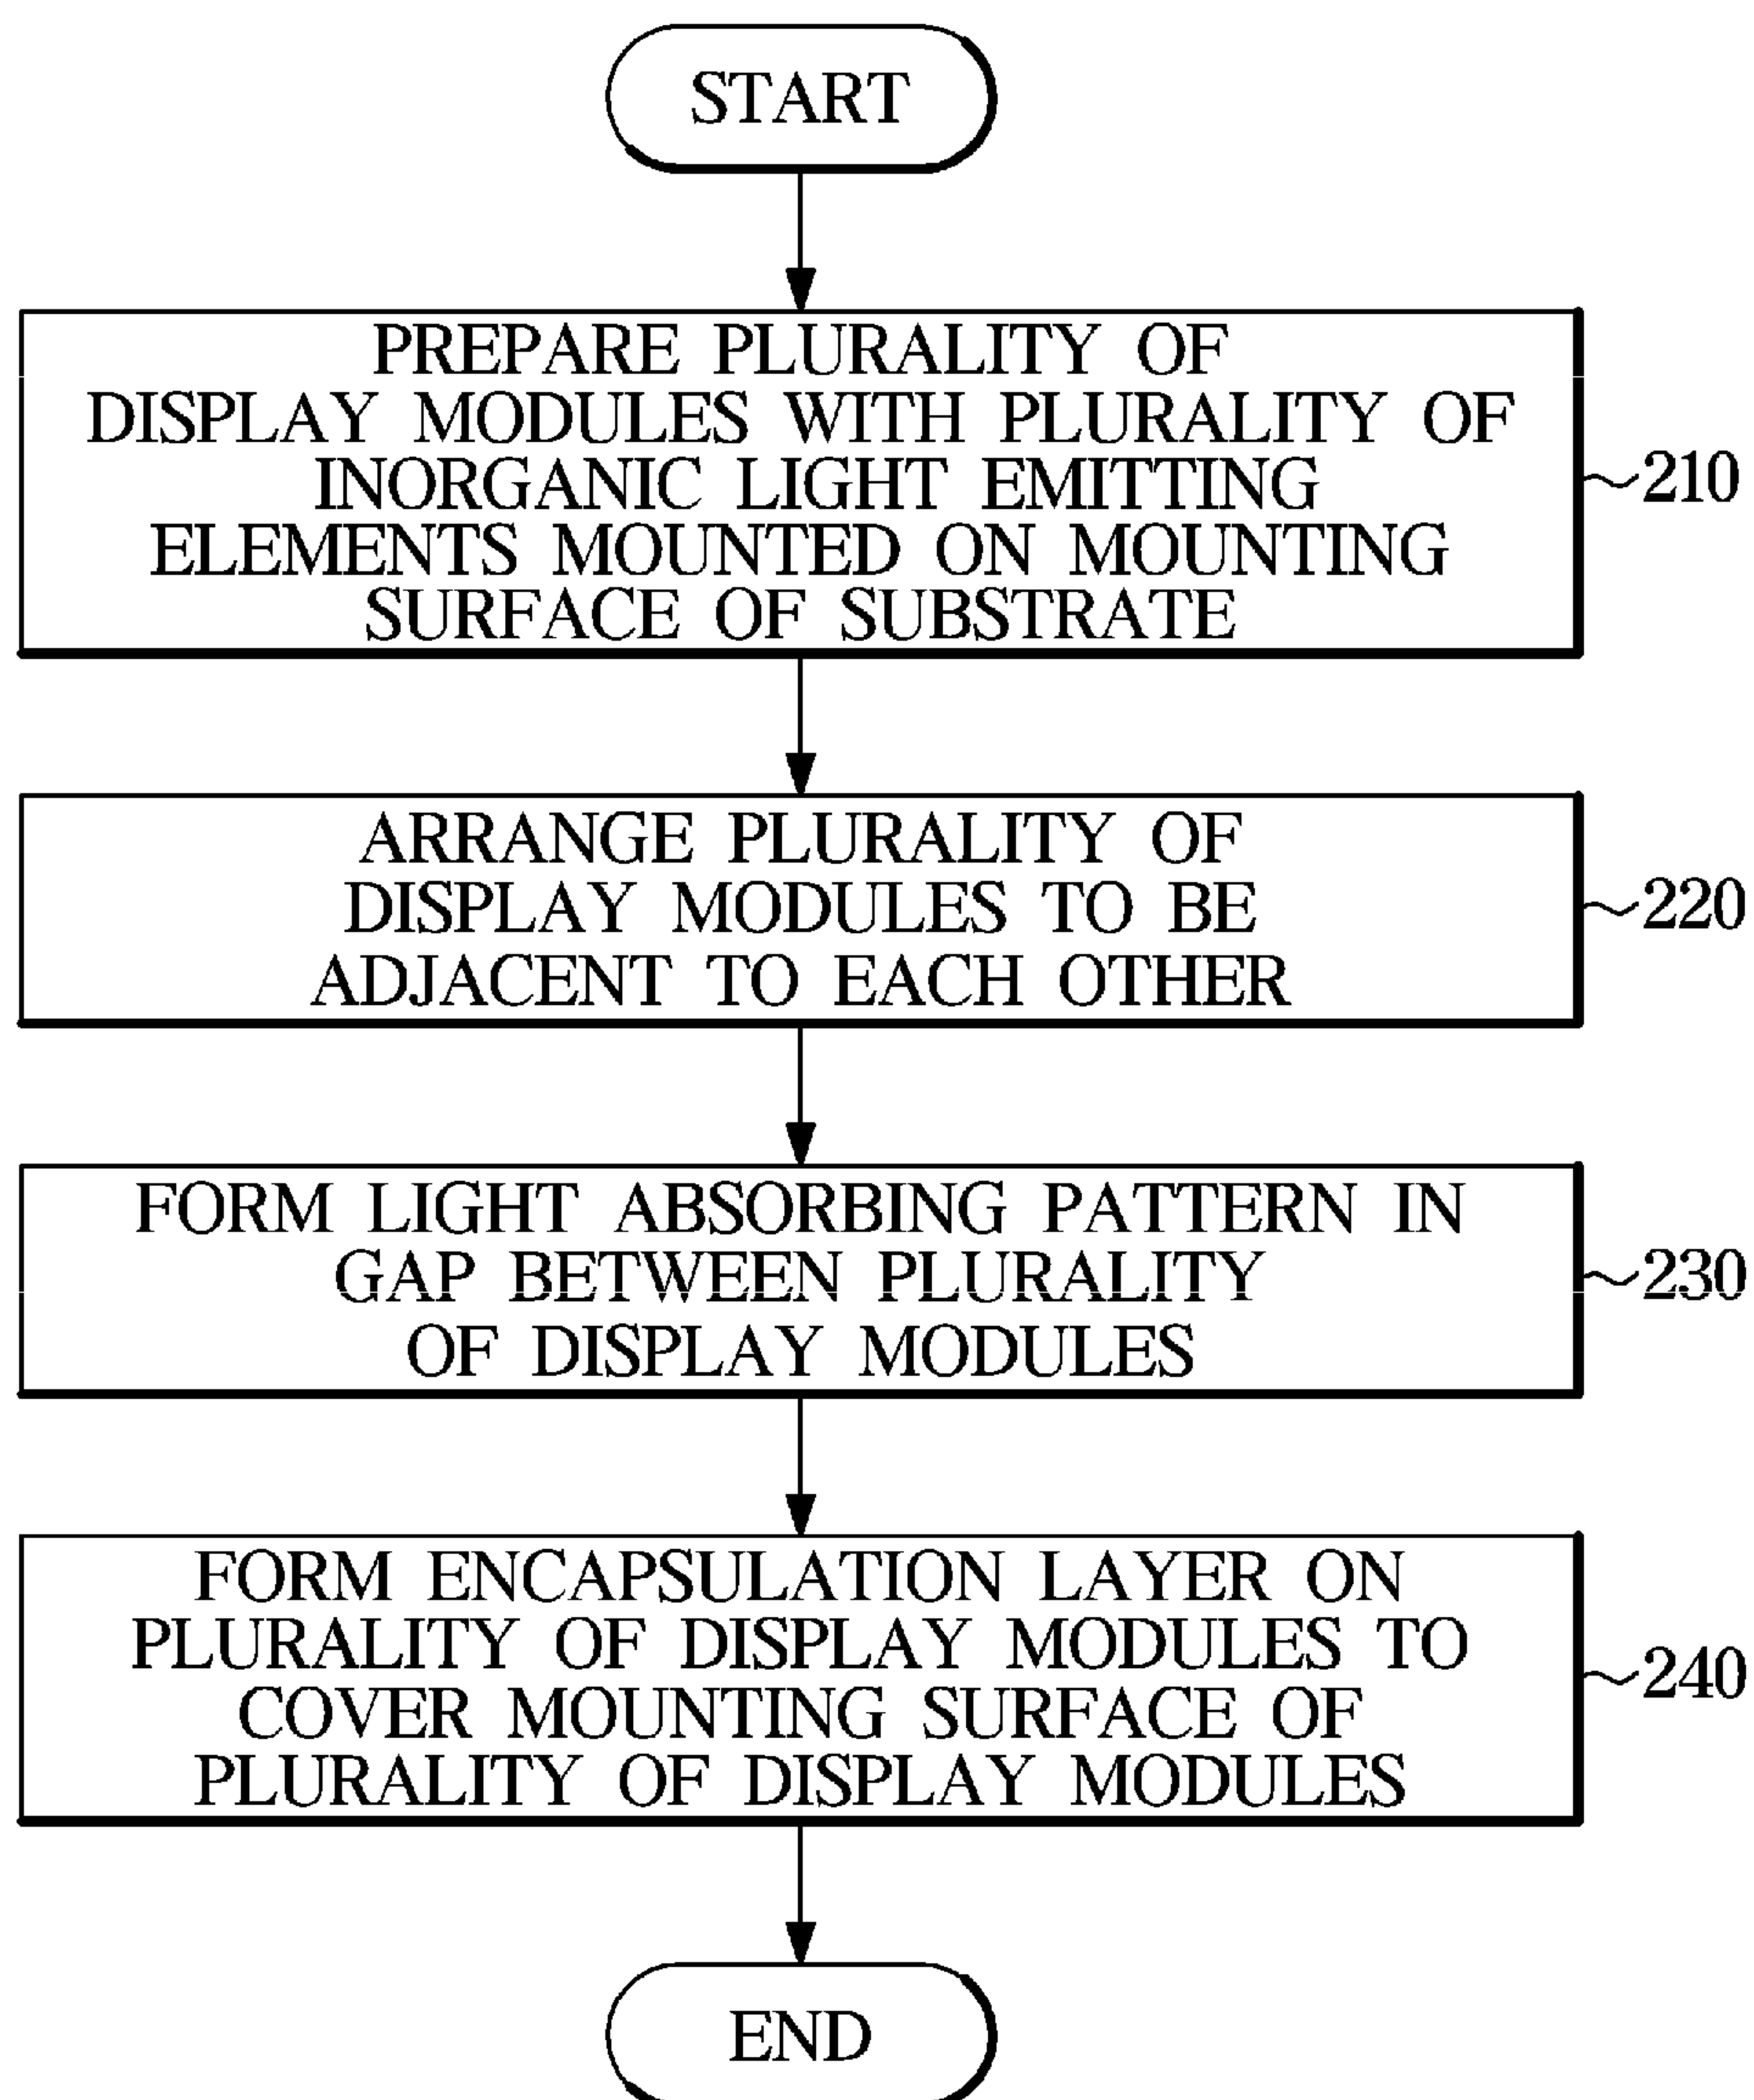 START
PREPARE PLURALITY OF
DISPLAY MODULES WITH PLURALITY OF
INORGANIC LIGHT EMITTING
ELEMENTS MOUNTED ON MOUNTING
SURFACE OF SUBSTRATE
210
ARRANGE PLURALITY OF
DISPLAY MODULES TO BE
ADJACENT TO EACH OTHER
220
FORM LIGHT ABSORBING PATTERN IN
GAP BETWEEN PLURALITY
OF DISPLAY MODULES
230
FORM ENCAPSULATION LAYER ON
PLURALITY OF DISPLAY MODULES TO
COVER MOUNTING SURFACE OF
PLURALITY OF DISPLAY MODULES
240
END